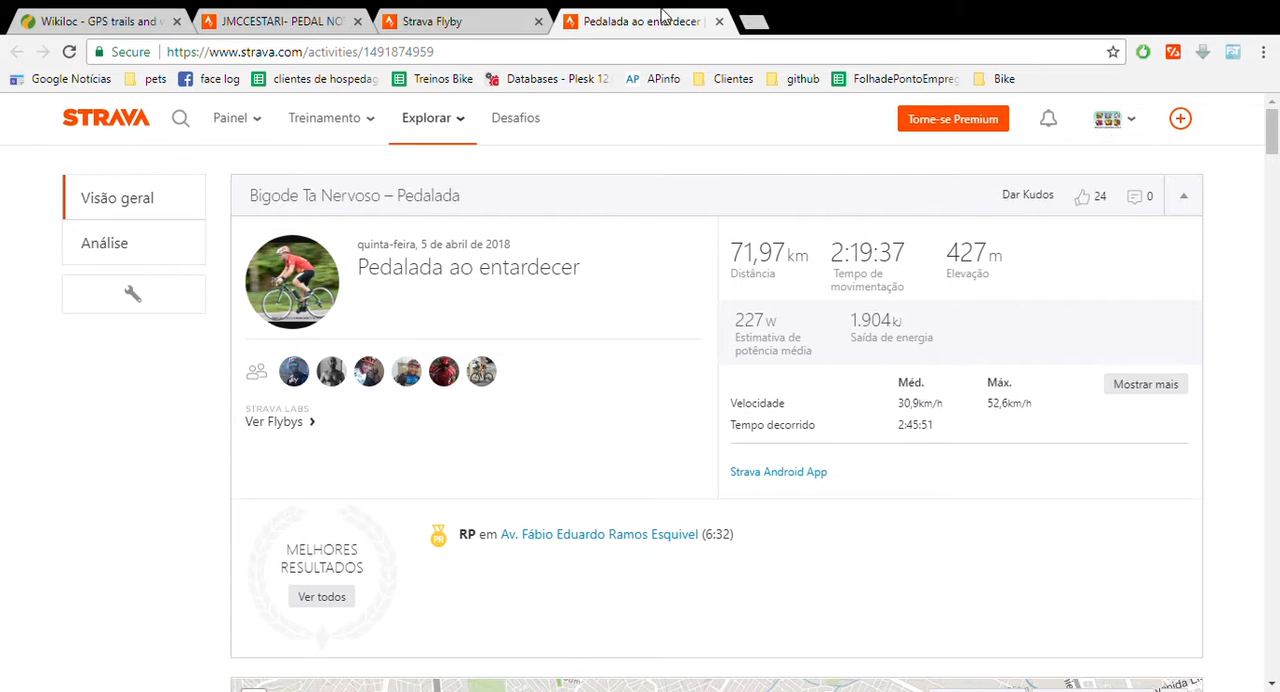 Wikiloc - GPS trails and w
JMCCESTARI- PEDAL NO
Strava Flyby
Pedalada ao entardecer |
Secure
https://www.strava.com/activities/1491874959
Google Notícias
pets
face log
clientes de hospedag
Treinos Bike
Databases - Plesk 12
AP APinfo
Clientes
github
FolhadePontoEmpreg
Bike
STRAVA
Painel
Treinamento
Explorar
Desafios
Torne-se Premium
Visão geral
Análise
Bigode Ta Nervoso – Pedalada
Dar Kudos
24
0
quinta-feira, 5 de abril de 2018
Pedalada ao entardecer
STRAVA LABS
Ver Flybys
71,97 km
Distância
2:19:37
Tempo de
movimentação
427 m
Elevação
227 W
Estimativa de
potência média
1.904 kJ
Saída de energia
Méd.
Máx.
Mostrar mais
Velocidade
30,9km/h
52,6km/h
Tempo decorrido
2:45:51
Strava Android App
MELHORES
RESULTADOS
Ver todos
PR
RP em Av. Fábio Eduardo Ramos Esquivel (6:32)